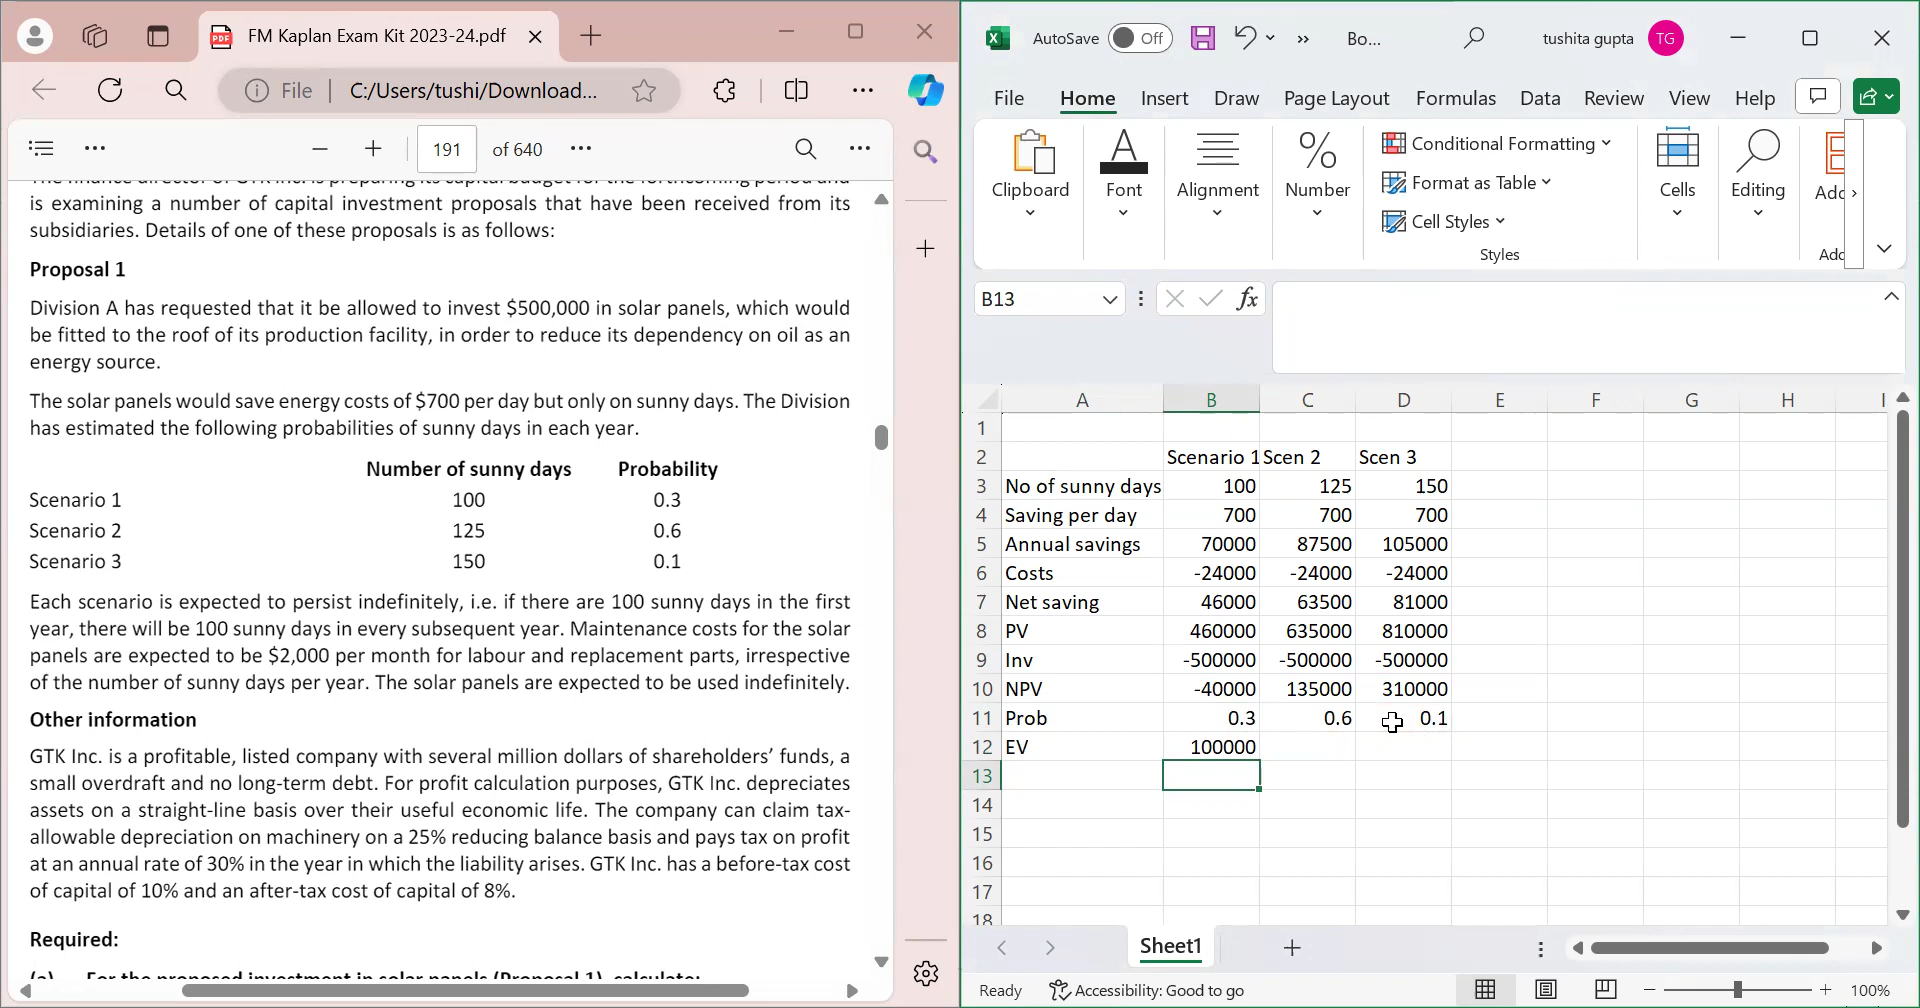 FM Kaplan Exam Kit 2023-24.pdf
File C:/Users/tushi/Download...
191 of 640
is examining a number of capital investment proposals that have been received from its
subsidiaries. Details of one of these proposals is as follows:
Proposal 1
Division A has requested that it be allowed to invest $500,000 in solar panels, which would
be fitted to the roof of its production facility, in order to reduce its dependency on oil as an
energy source.
The solar panels would save energy costs of $700 per day but only on sunny days. The Division
has estimated the following probabilities of sunny days in each year.
Number of sunny days Probability
Scenario 1 100 0.3
Scenario 2 125 0.6
Scenario 3 150 0.1
Each scenario is expected to persist indefinitely, i.e. if there are 100 sunny days in the first
year, there will be 100 sunny days in every subsequent year. Maintenance costs for the solar
panels are expected to be $2,000 per month for labour and replacement parts, irrespective
of the number of sunny days per year. The solar panels are expected to be used indefinitely.
Other information
GTK Inc. is a profitable, listed company with several million dollars of shareholders' funds, a
small overdraft and no long-term debt. For profit calculation purposes, GTK Inc. depreciates
assets on a straight-line basis over their useful economic life. The company can claim tax-
allowable depreciation on machinery on a 25% reducing balance basis and pays tax on profit
at an annual rate of 30% in the year in which the liability arises. GTK Inc. has a before-tax cost
of capital of 10% and an after-tax cost of capital of 8%.
Required:
(a) For the proposed investment in solar panels (Proposal 1), calculate:
AutoSave Off Bo... tushita gupta TG
File Home Insert Draw Page Layout Formulas Data Review View Help
Clipboard Font Alignment Number Conditional Formatting Format as Table Cell Styles Styles Cells Editing Adc
Adc
B13 fx
A B C D E F G H I
1
2 Scenario 1 Scen 2 Scen 3
3 No of sunny days 100 125 150
4 Saving per day 700 700 700
5 Annual savings 70000 87500 105000
6 Costs -24000 -24000 -24000
7 Net saving 46000 63500 81000
8 PV 460000 635000 810000
9 Inv -500000 -500000 -500000
10 NPV -40000 135000 310000
11 Prob 0.3 0.6 0.1
12 EV 100000
13
14
15
16
17
18
Sheet1
Ready Accessibility: Good to go 100%